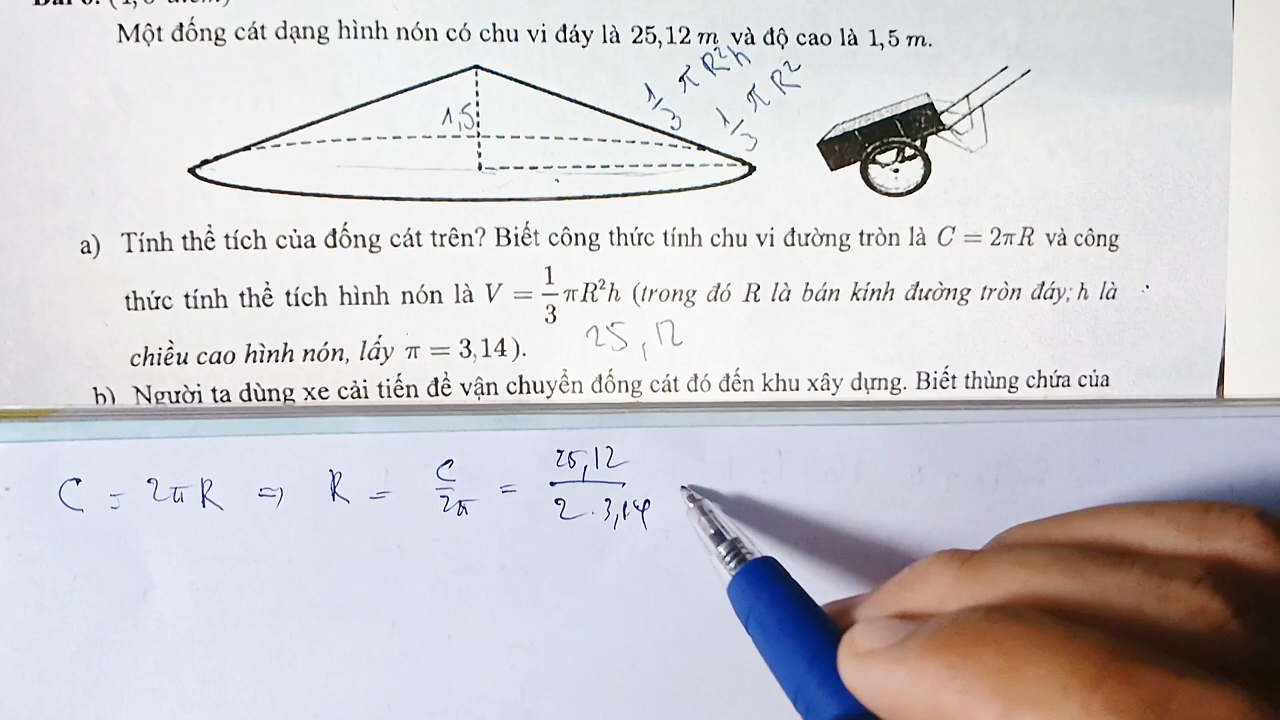 Một đống cát dạng hình nón có chu vi đáy là 25,12 m và độ cao là 1,5 m.
1,5
1/3 π R²h
1/3 π R²
a) Tính thể tích của đống cát trên? Biết công thức tính chu vi đường tròn là C = 2πR và công
thức tính thể tích hình nón là V = 1/3 πR²h (trong đó R là bán kính đường tròn đáy; h là
chiều cao hình nón, lấy π = 3,14).
25,12
b) Người ta dùng xe cải tiến để vận chuyển đống cát đó đến khu xây dựng. Biết thùng chứa của
C = 2πR ⇒ R = C/2π = 25,12/2.3,14